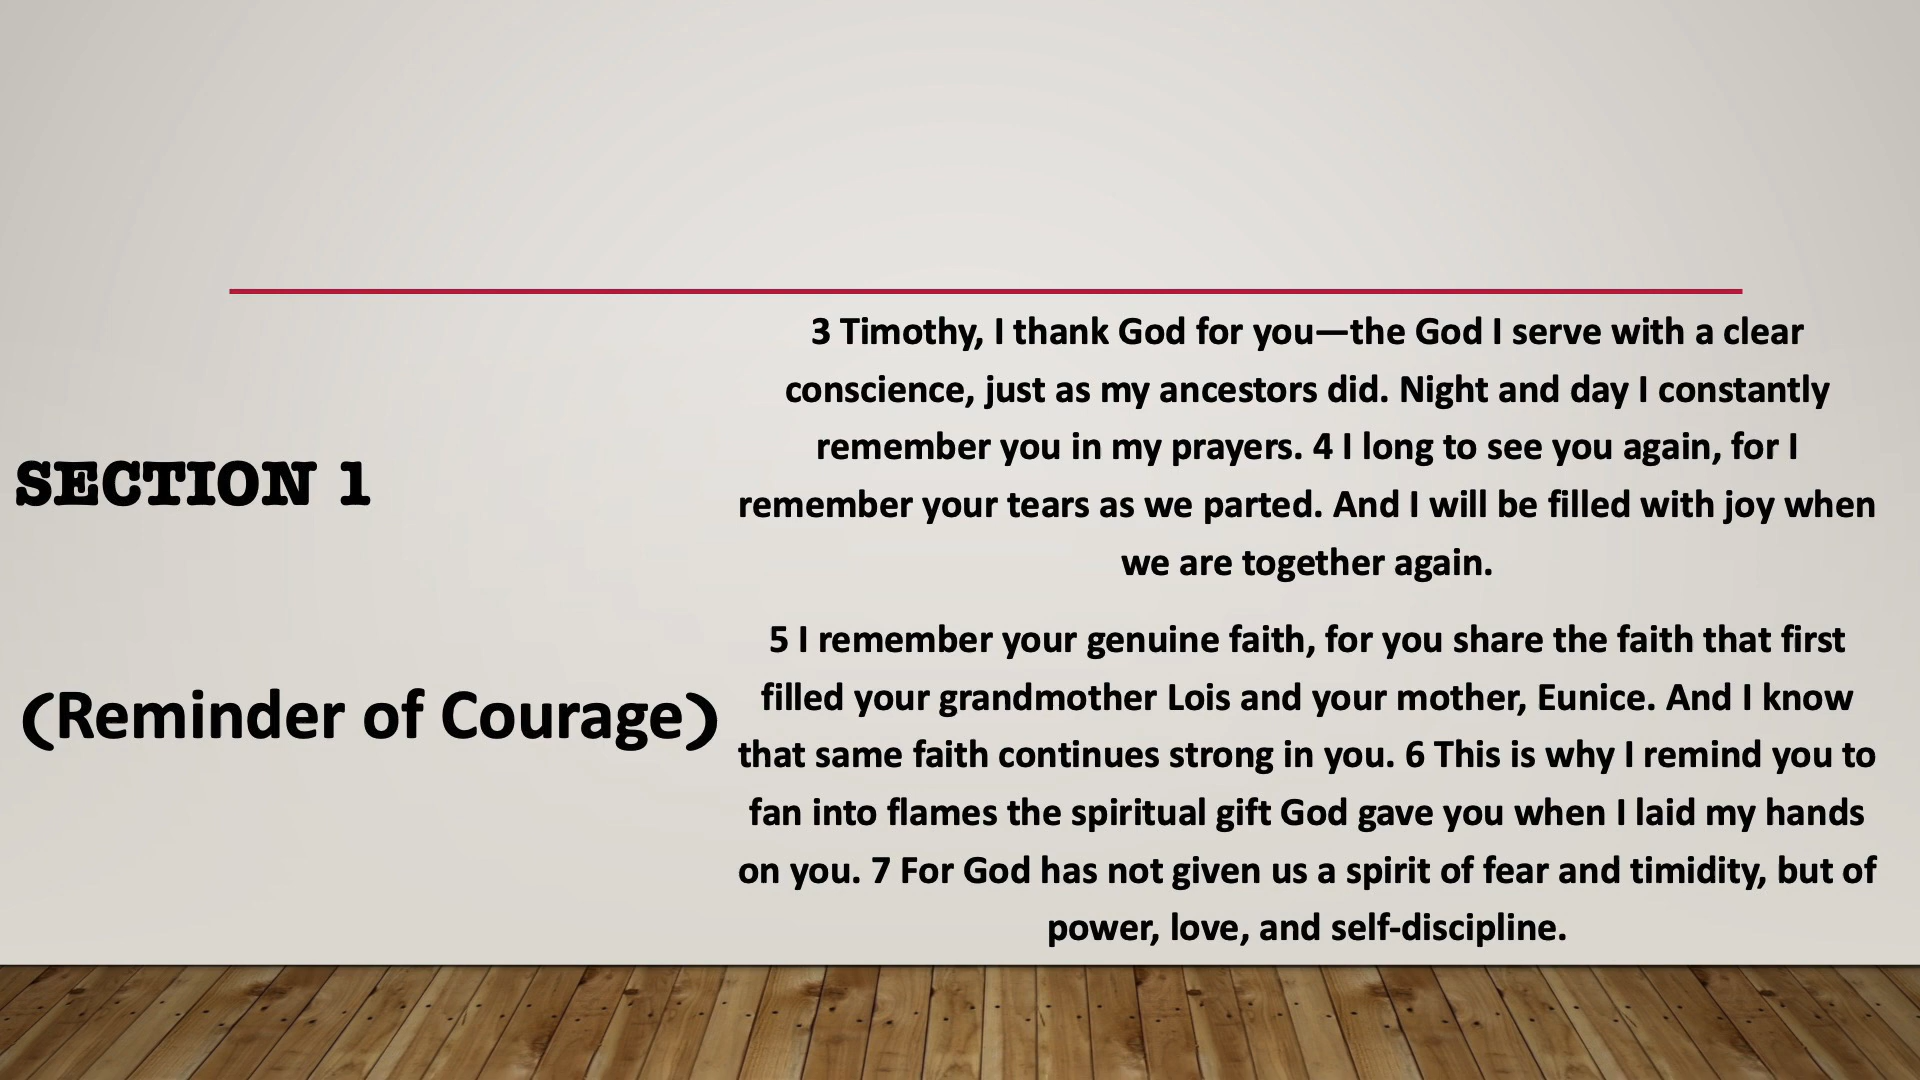 SECTION 1
(Reminder of Courage)
3 Timothy, I thank God for you—the God I serve with a clear
conscience, just as my ancestors did. Night and day I constantly
remember you in my prayers. 4 I long to see you again, for I
remember your tears as we parted. And I will be filled with joy when
we are together again.
5 I remember your genuine faith, for you share the faith that first
filled your grandmother Lois and your mother, Eunice. And I know
that same faith continues strong in you. 6 This is why I remind you to
fan into flames the spiritual gift God gave you when I laid my hands
on you. 7 For God has not given us a spirit of fear and timidity, but of
power, love, and self-discipline.